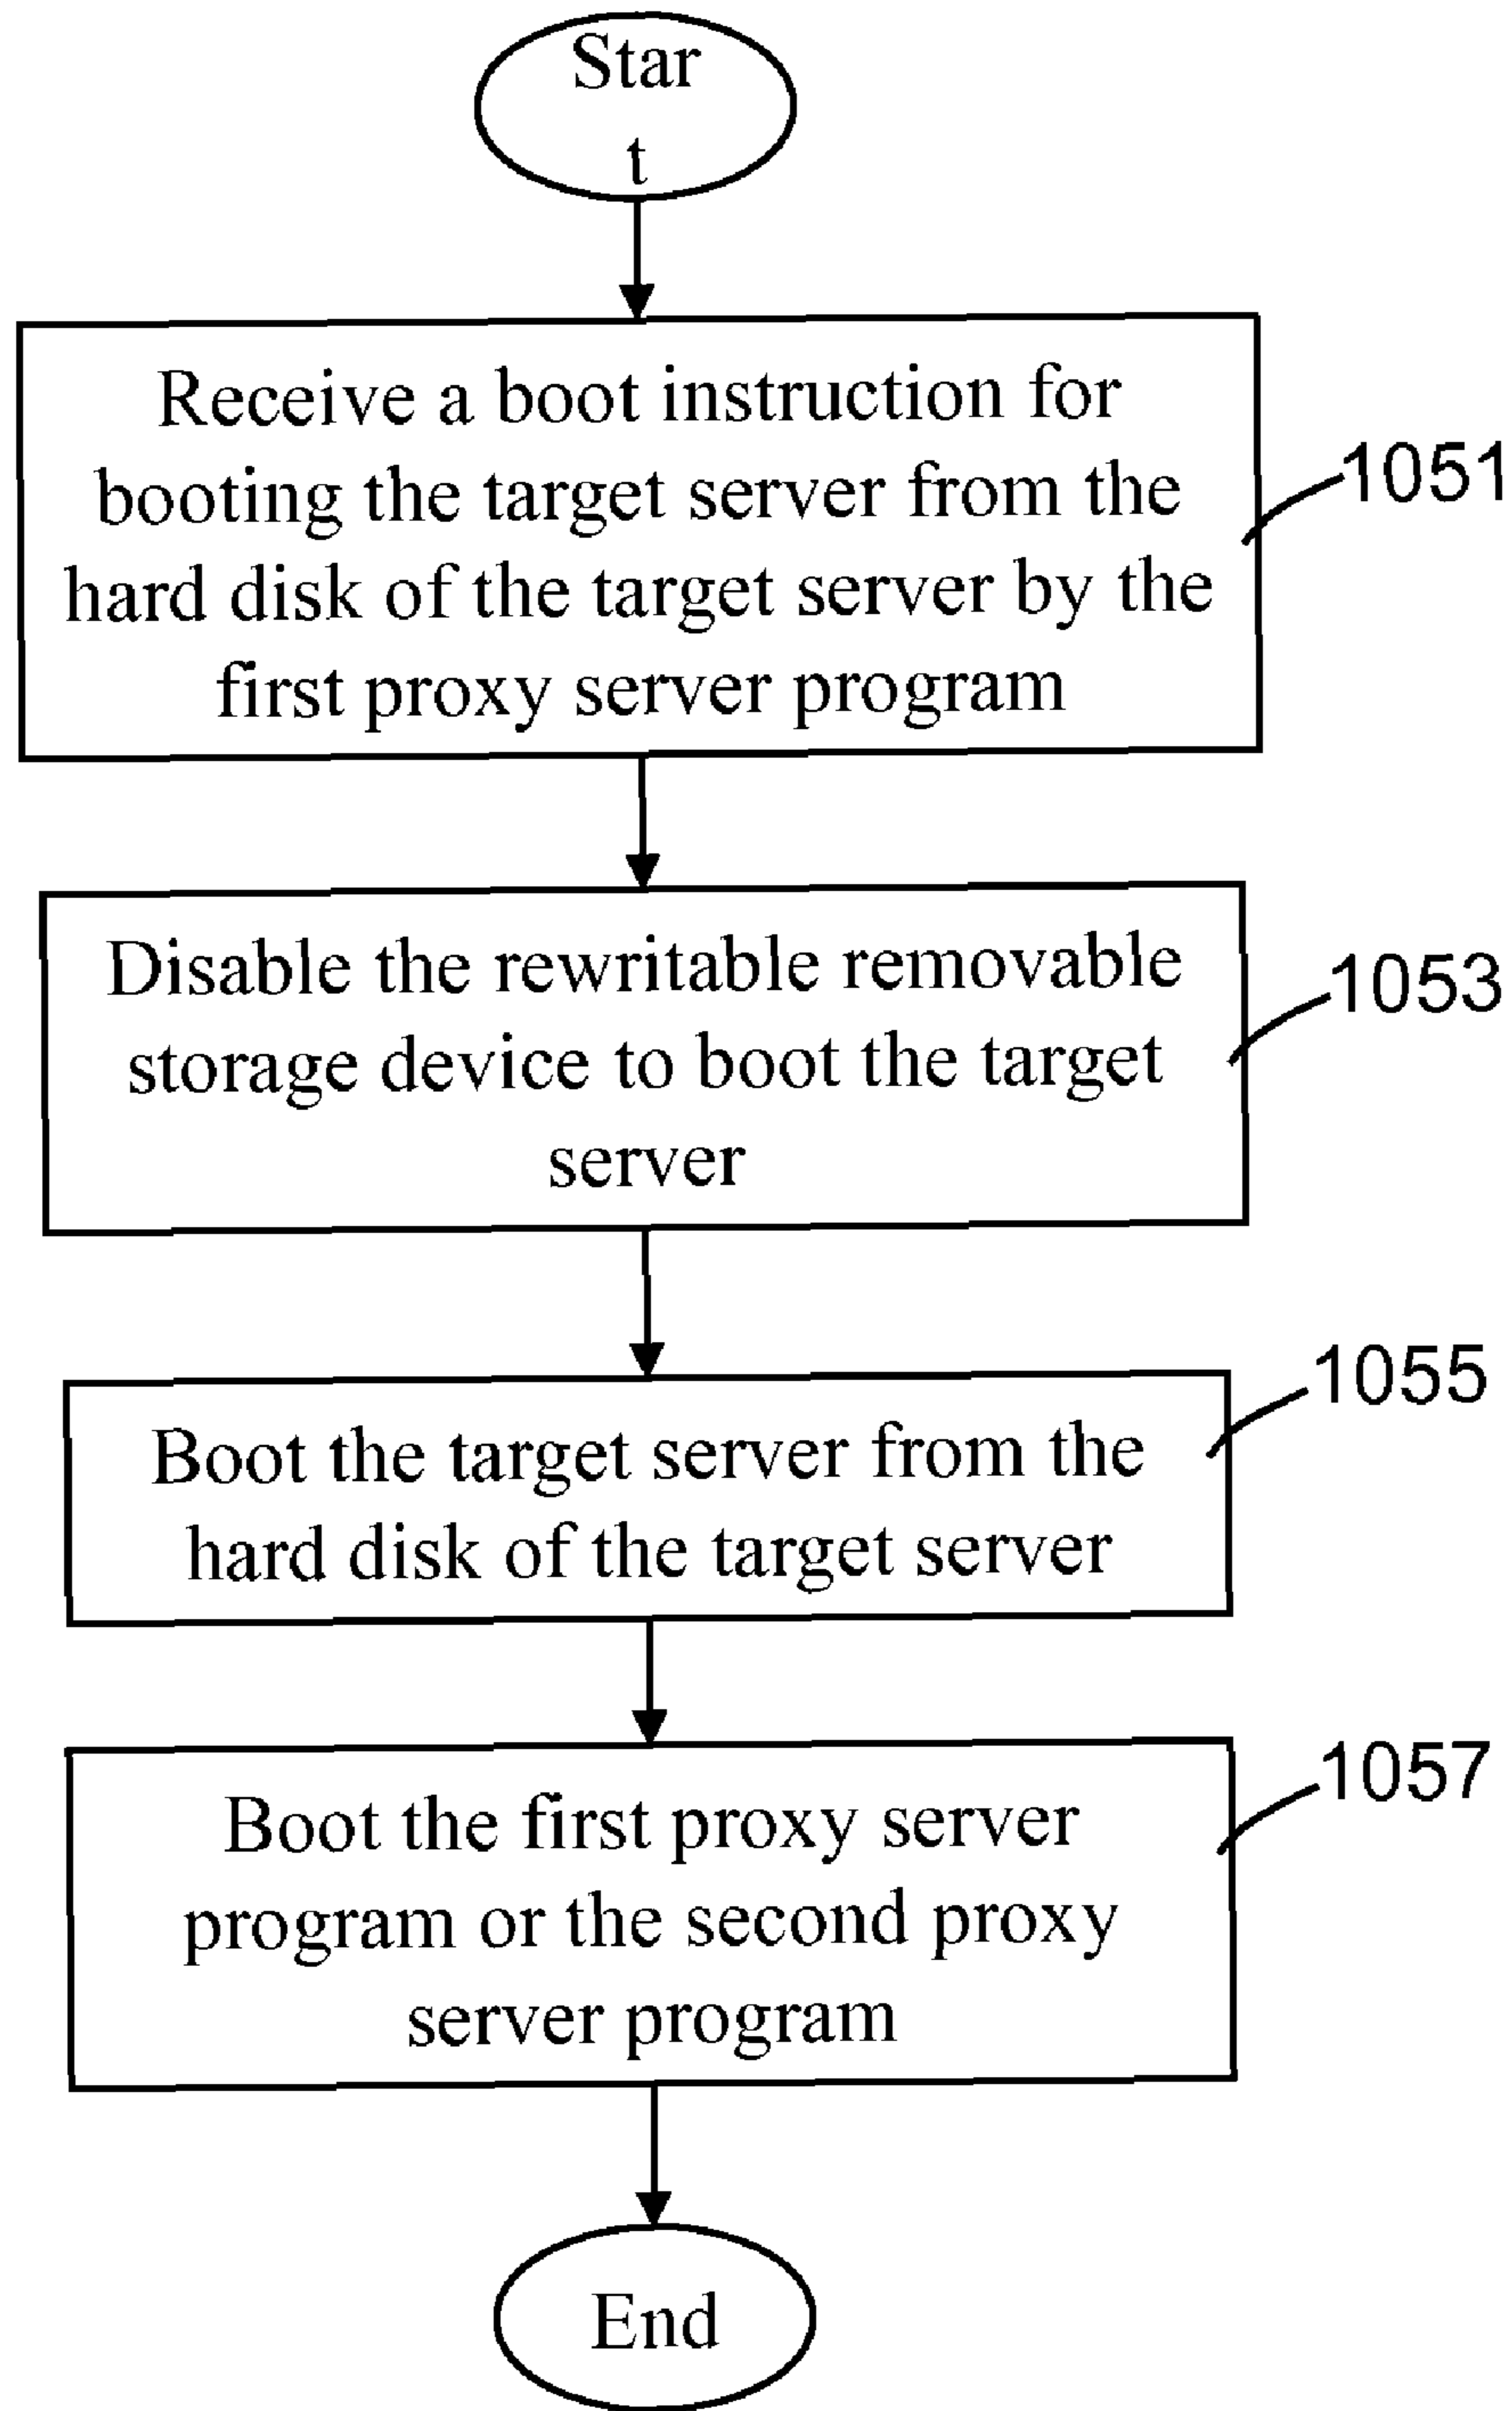 Star
t
Receive a boot instruction for
booting the target server from the
hard disk of the target server by the
first proxy server program
1051
Disable the rewritable removable
storage device to boot the target
server
1053
Boot the target server from the
hard disk of the target server
1055
Boot the first proxy server
program or the second proxy
server program
1057
End